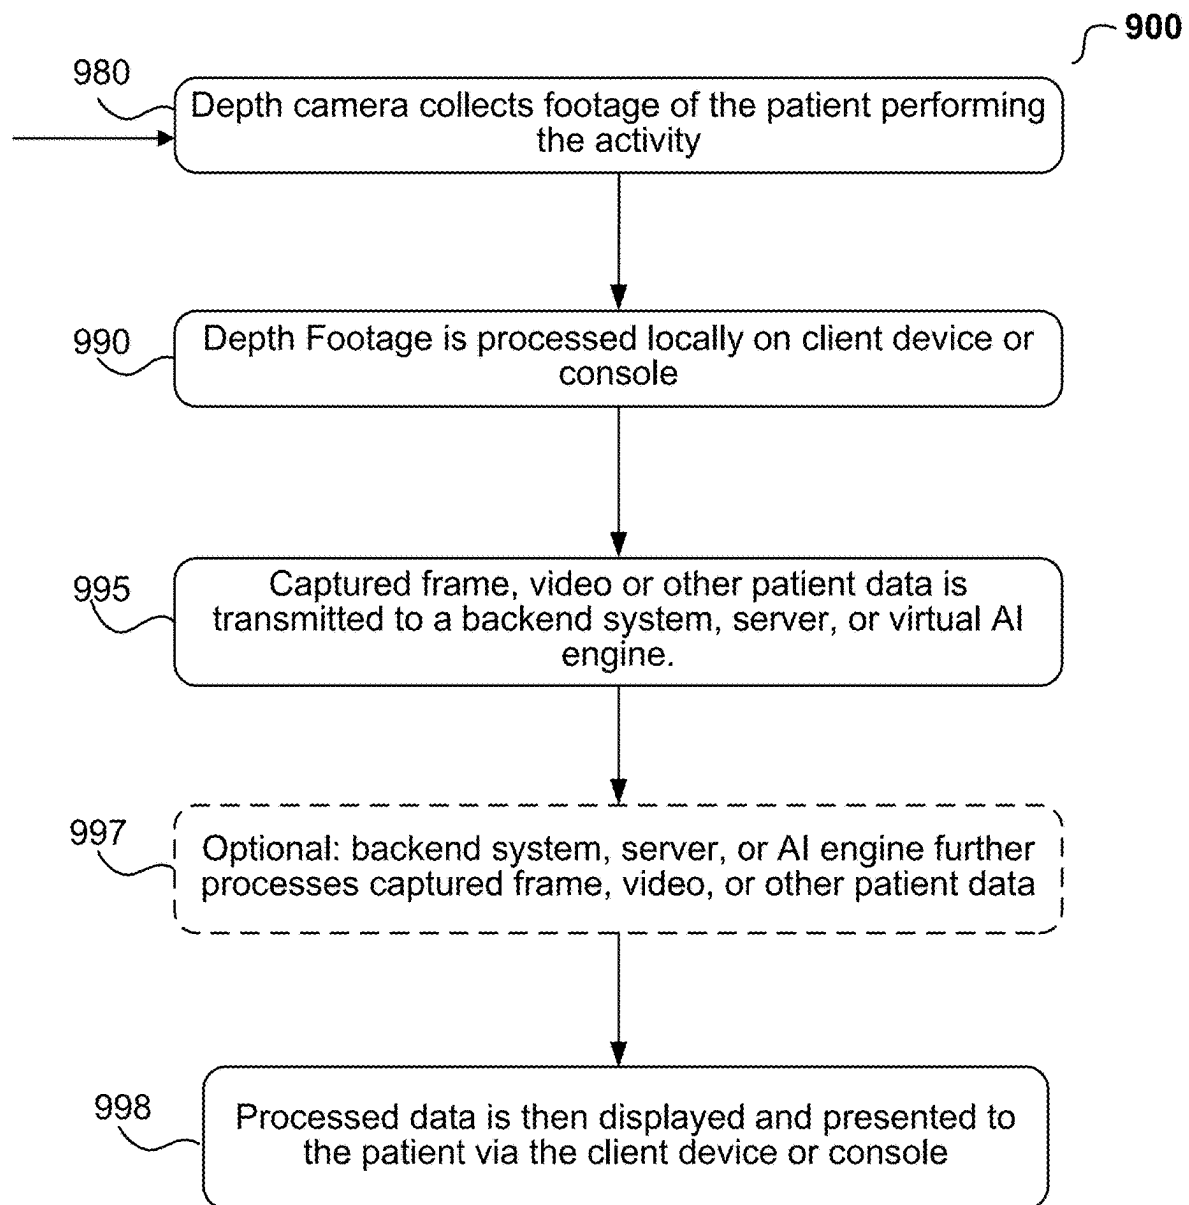 900
980
Depth camera collects footage of the patient performing
the activity
990
Depth Footage is processed locally on client device or
console
995
Captured frame, video or other patient data is
transmitted to a backend system, server, or virtual AI
engine.
997
Optional: backend system, server, or AI engine further
processes captured frame, video, or other patient data
998
Processed data is then displayed and presented to
the patient via the client device or console